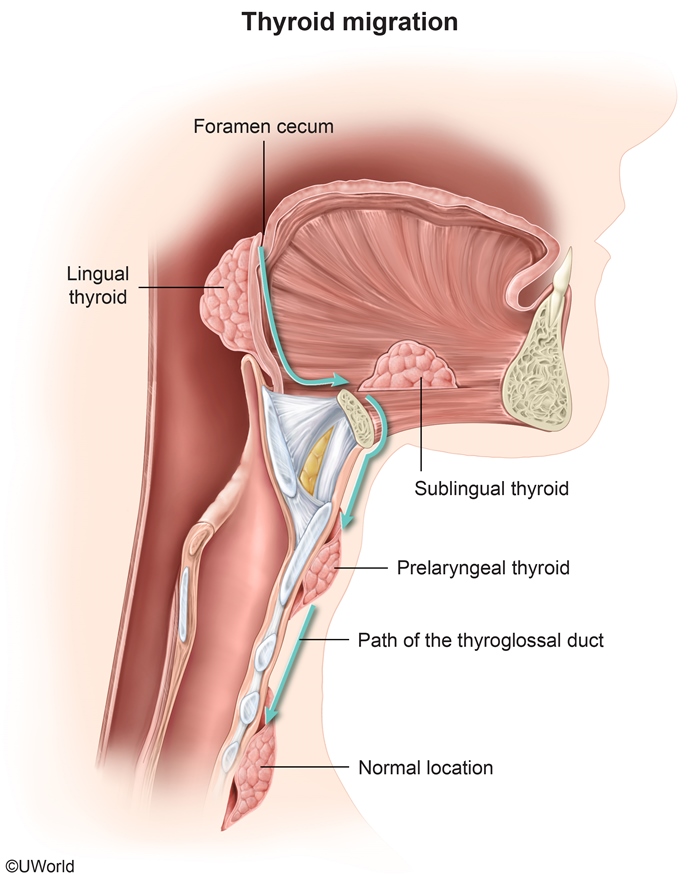 Thyroid migration
Foramen cecum
Lingual
thyroid
Sublingual thyroid
Prelaryngeal thyroid
Path of the thyroglossal duct
Normal location
©UWorld